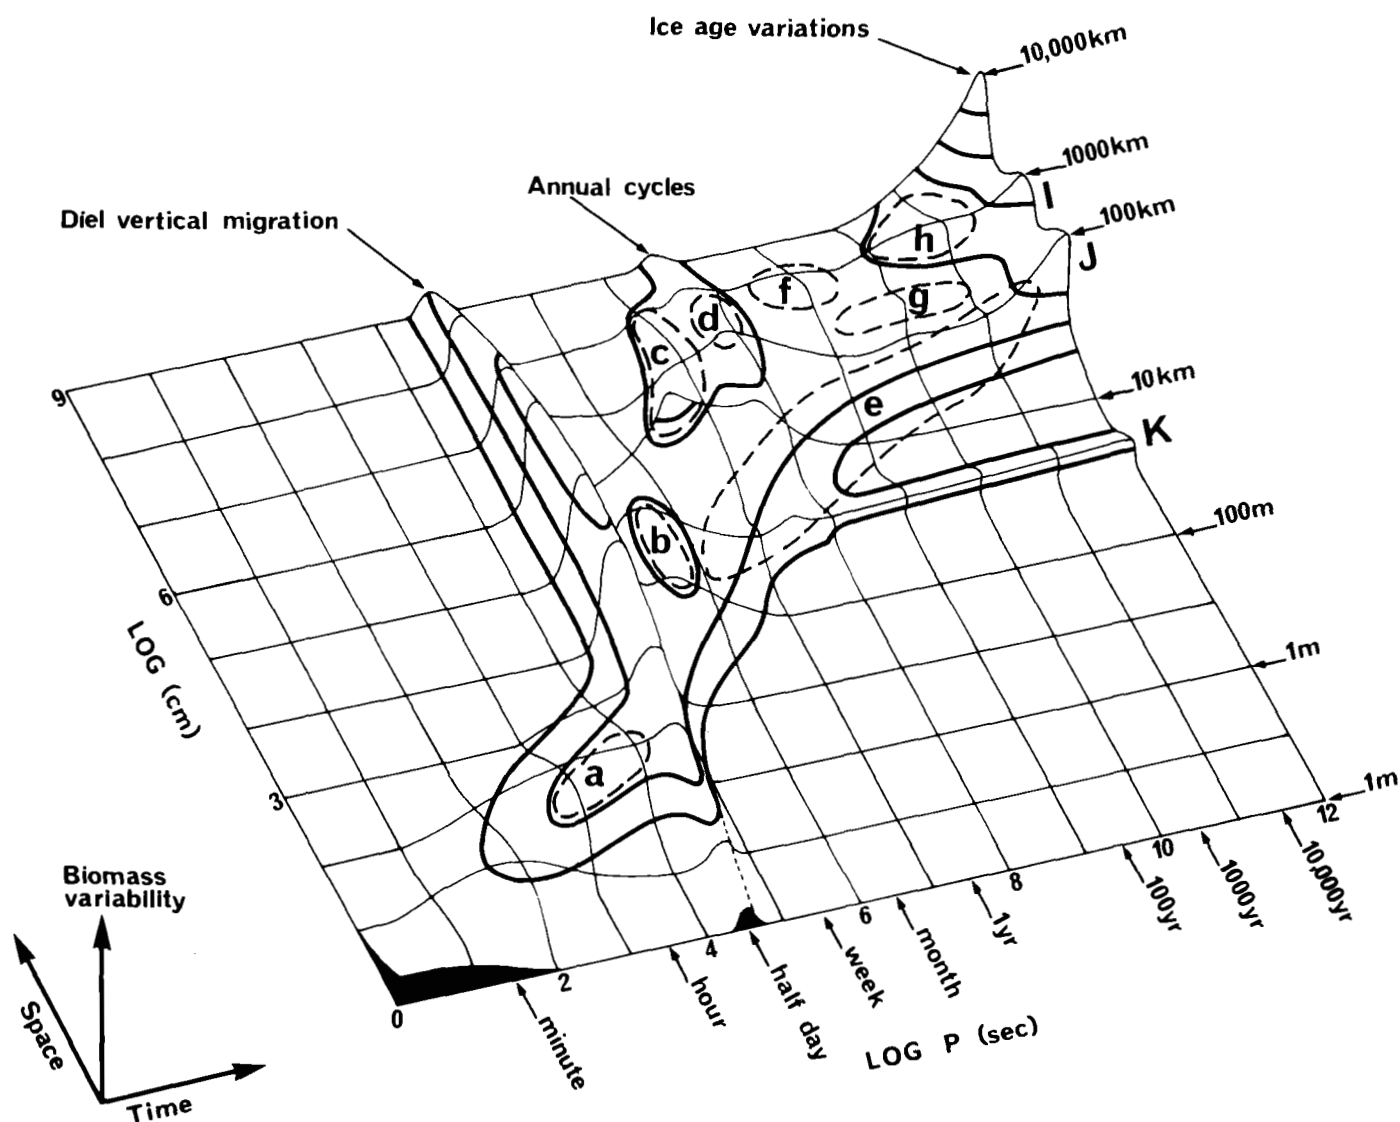 Ice age variations
10,000km
1000km
I
Annual cycles
100km
Diel vertical migration
h
J
f
g
d
c
9
10km
e
K
100m
b
6
LOG (cm)
1m
a
3
1m
12
10
8
6
4
2
0
10,000yr
1000yr
100yr
1yr
month
week
half day
hour
minute
LOG P (sec)
Biomass
variability
Space
Time